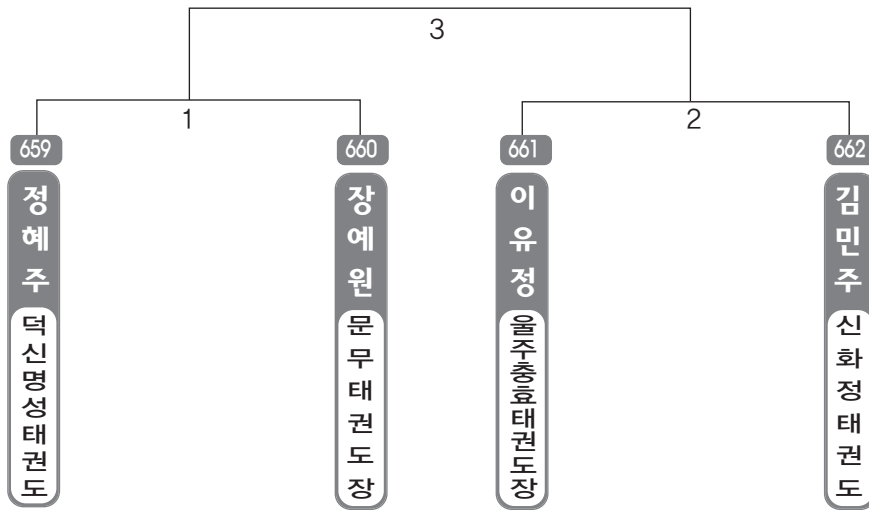 3
1
2
659
정혜주
덕신명성태권도
660
장예원
문무태권도장
661
이유정
울주충효태권도장
662
김민주
신화정태권도